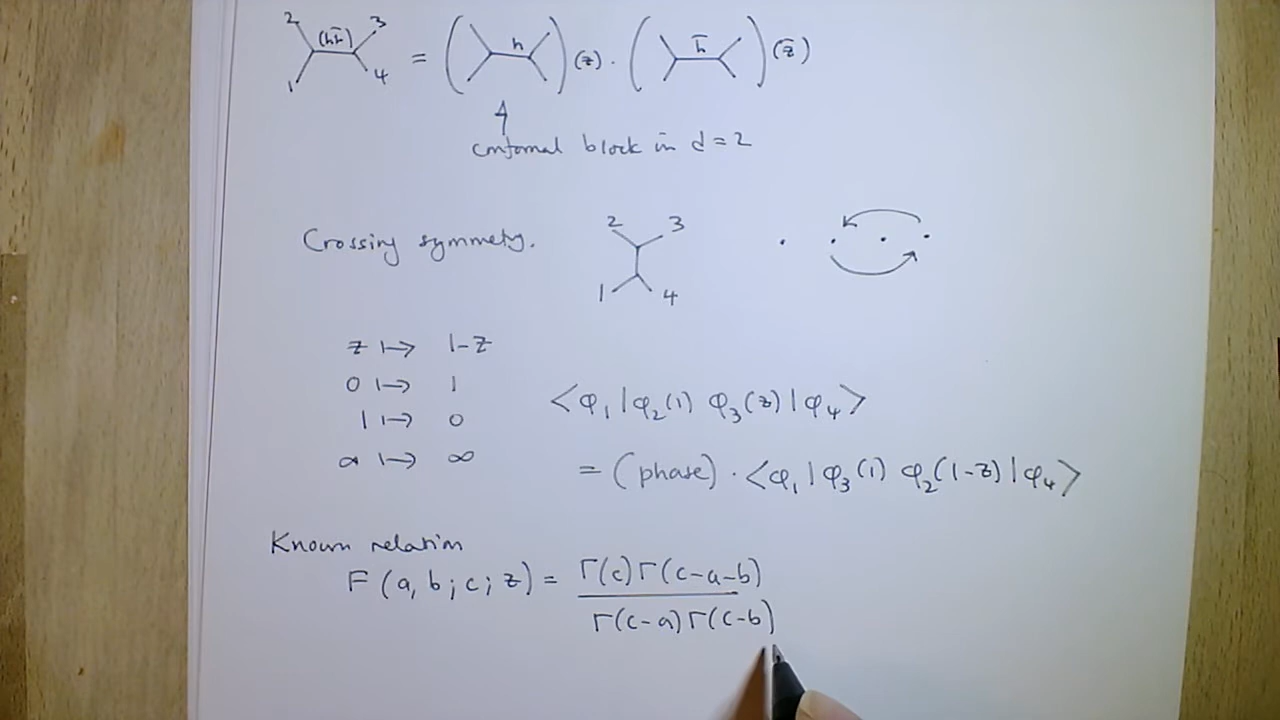 2 (h h̄) 3 = ( h ) (z) · ( h̄ ) (z̄)
1 4
conformal block in d=2
Crossing symmetry. 2 3
1 4
z ↦ 1-z
0 ↦ 1 <φ₁|φ₂(1) φ₃(z)|φ₄>
1 ↦ 0
∞ ↦ ∞ = (phase) · <φ₁|φ₃(1) φ₂(1-z)|φ₄>
Known relation
F(a,b;c;z) = Γ(c)Γ(c-a-b)
Γ(c-a)Γ(c-b)